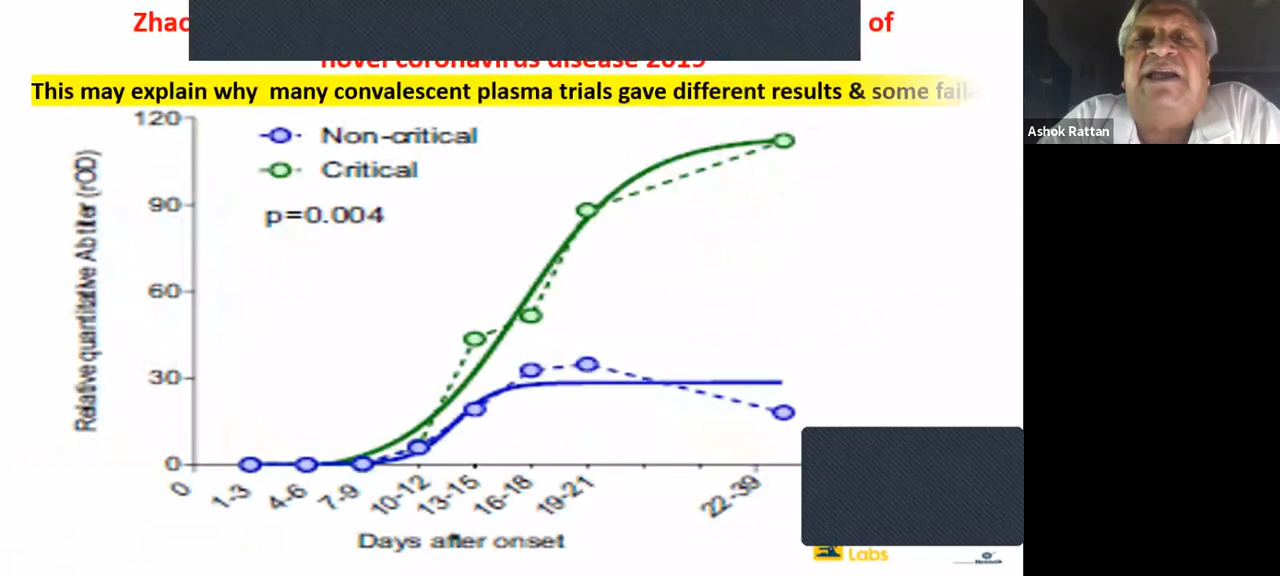 Zhao of
novel coronavirus disease 2019
This may explain why many convalescent plasma trials gave different results & some
120
Non-critical
Critical
90
p=0.004
60
30
0
Relative quantitative Ab titer (rOD)
0 1-3 4-6 7-9 10-12 13-15 16-18 19-21 22-39
Days after onset
Labs
Ashok Rattan